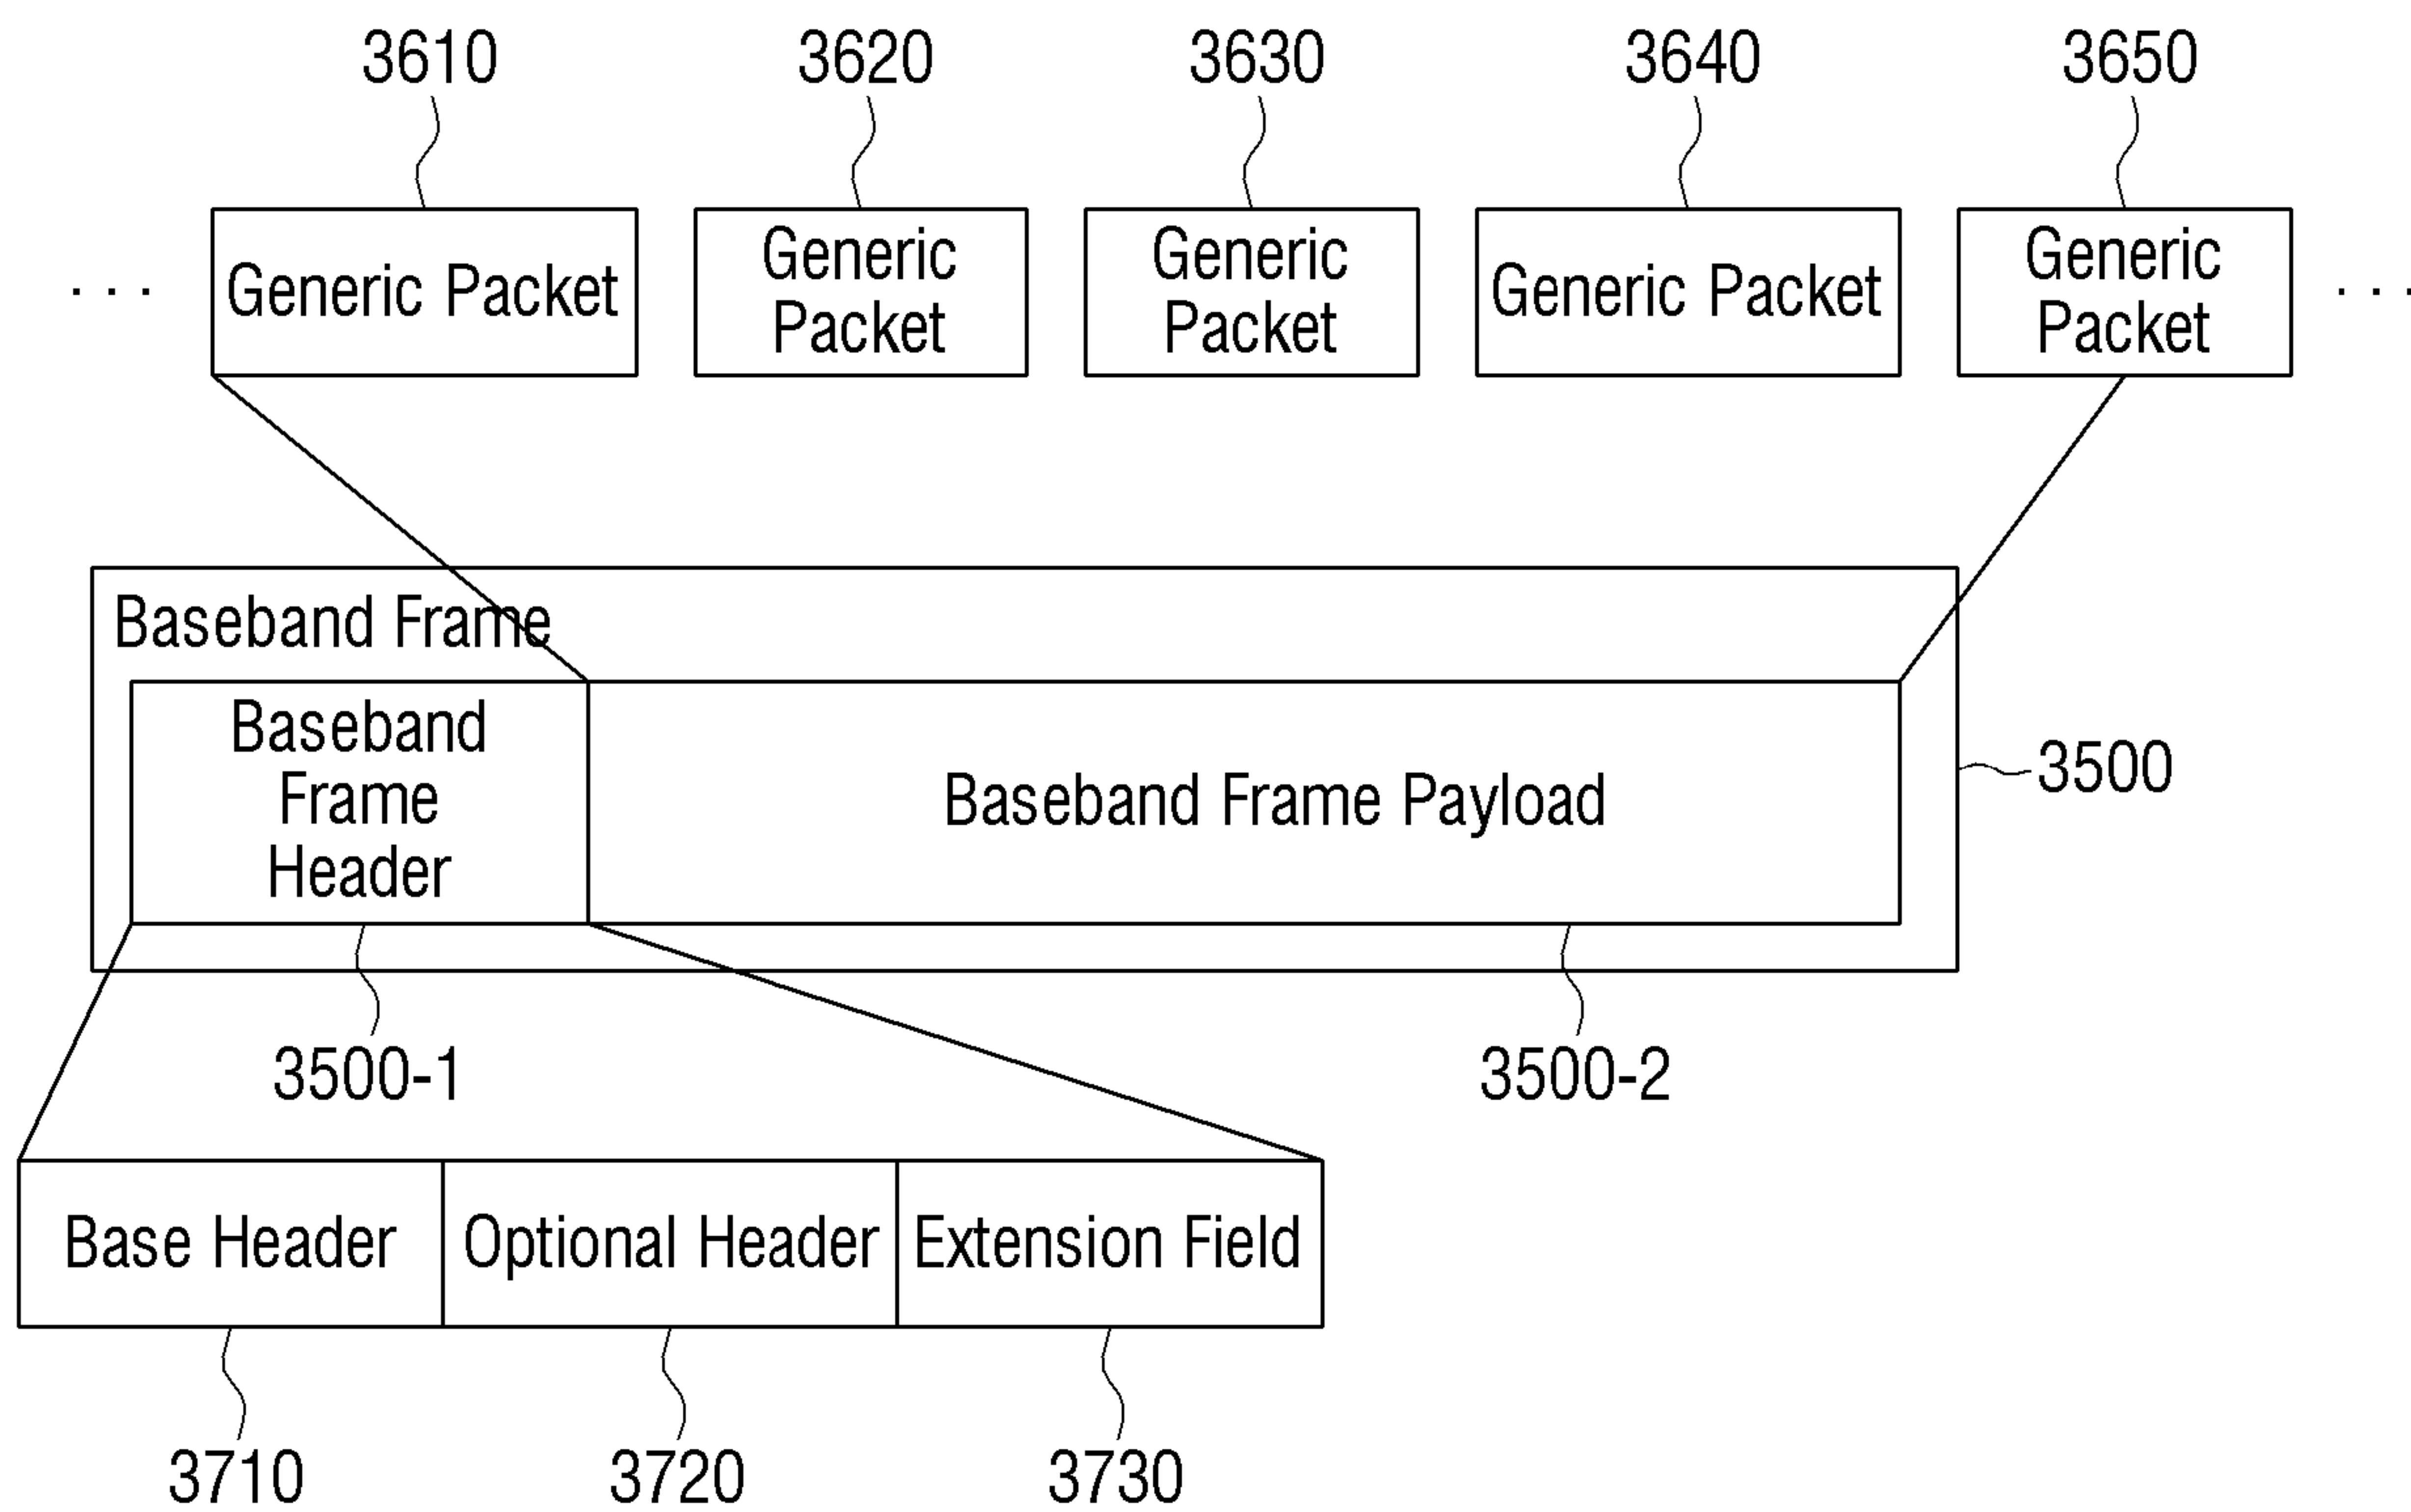 3610 3620 3630 3640 3650
Generic Packet
Generic
Packet
Generic
Packet
Generic Packet
Generic
Packet
. . .
. . .
Baseband Frame
Baseband
Frame
Header
Baseband Frame Payload
3500
3500-1
3500-2
Base Header
Optional Header
Extension Field
3710
3720
3730